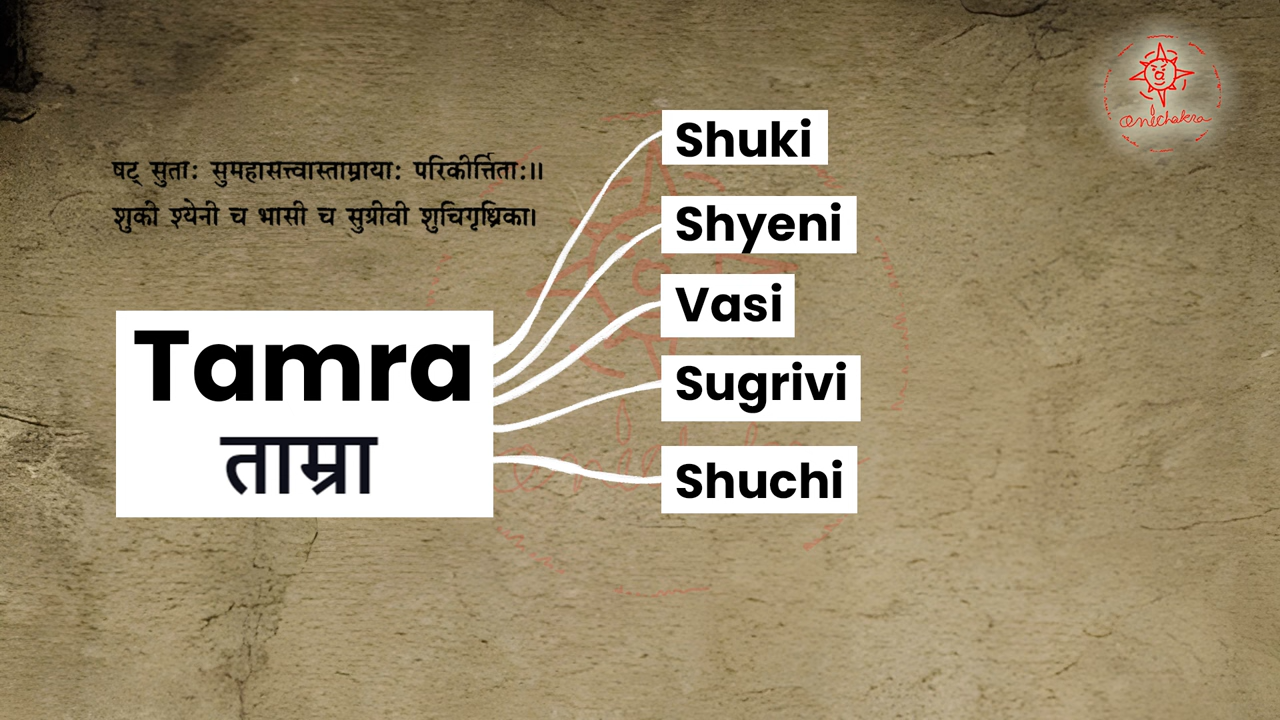 षट् सुताः सुमहासत्त्वास्ताम्रायाः परिकीर्त्तिताः।।
शुकी श्येनी च भासी च सुग्रीवी शुचिगृध्रिका।
Tamra
ताम्रा
Shuki
Shyeni
Vasi
Sugrivi
Shuchi